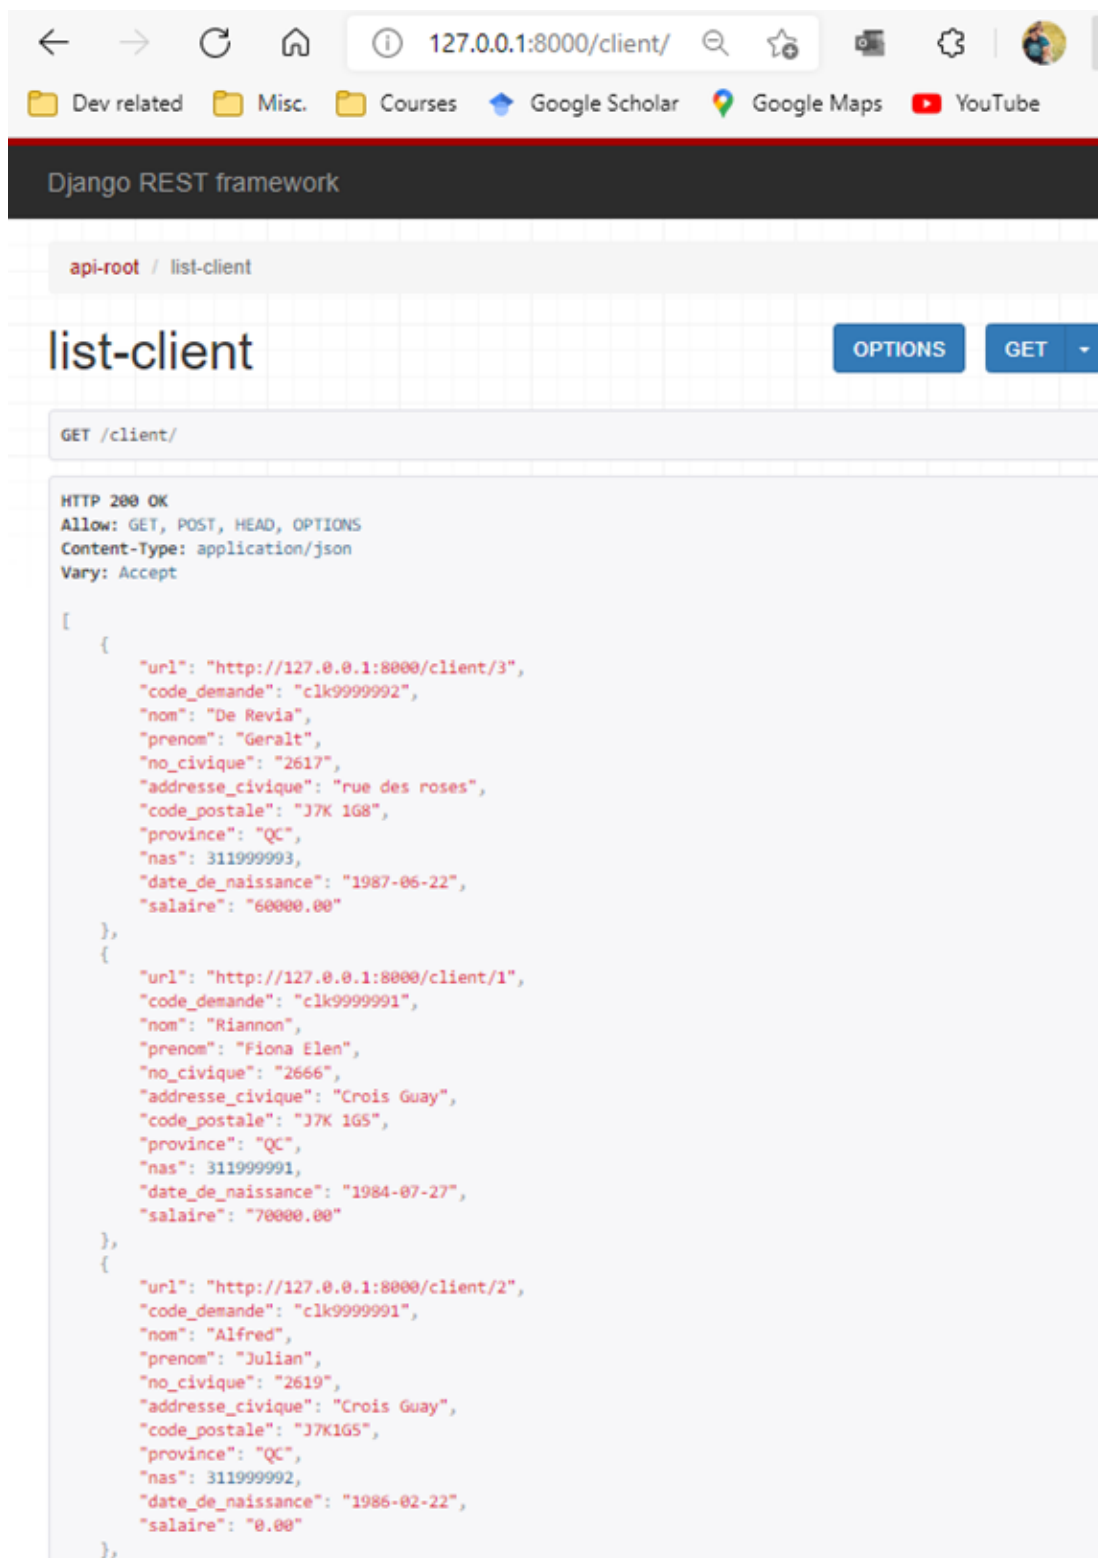 127.0.0.1:8000/client/
Dev related Misc. Courses Google Scholar Google Maps YouTube
Django REST framework
api-root / list-client
list-client OPTIONS GET
GET /client/
HTTP 200 OK
Allow: GET, POST, HEAD, OPTIONS
Content-Type: application/json
Vary: Accept
[
{
"url": "http://127.0.0.1:8000/client/3",
"code_demande": "clk9999992",
"nom": "De Revia",
"prenom": "Geralt",
"no_civique": "2617",
"addresse_civique": "rue des roses",
"code_postale": "J7K 1G8",
"province": "QC",
"nas": 311999993,
"date_de_naissance": "1987-06-22",
"salaire": "60000.00"
},
{
"url": "http://127.0.0.1:8000/client/1",
"code_demande": "clk9999991",
"nom": "Riannon",
"prenom": "Fiona Elen",
"no_civique": "2666",
"addresse_civique": "Crois Guay",
"code_postale": "J7K 1G5",
"province": "QC",
"nas": 311999991,
"date_de_naissance": "1984-07-27",
"salaire": "70000.00"
},
{
"url": "http://127.0.0.1:8000/client/2",
"code_demande": "clk9999991",
"nom": "Alfred",
"prenom": "Julian",
"no_civique": "2619",
"addresse_civique": "Crois Guay",
"code_postale": "J7K1G5",
"province": "QC",
"nas": 311999992,
"date_de_naissance": "1986-02-22",
"salaire": "0.00"
},